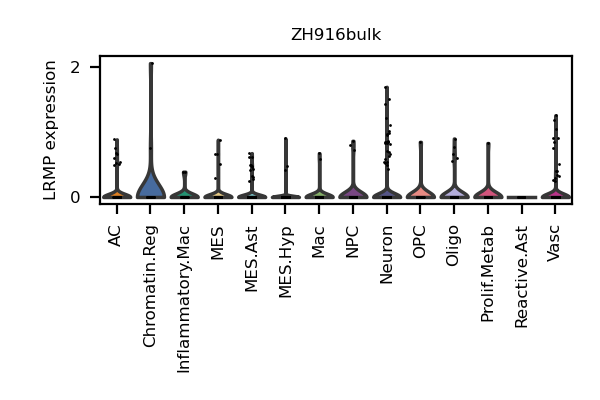 ZH916bulk
LRMP expression
2
0
AC
Chromatin.Reg
Inflammatory.Mac
MES
MES.Ast
MES.Hyp
Mac
NPC
Neuron
OPC
Oligo
Prolif.Metab
Reactive.Ast
Vasc